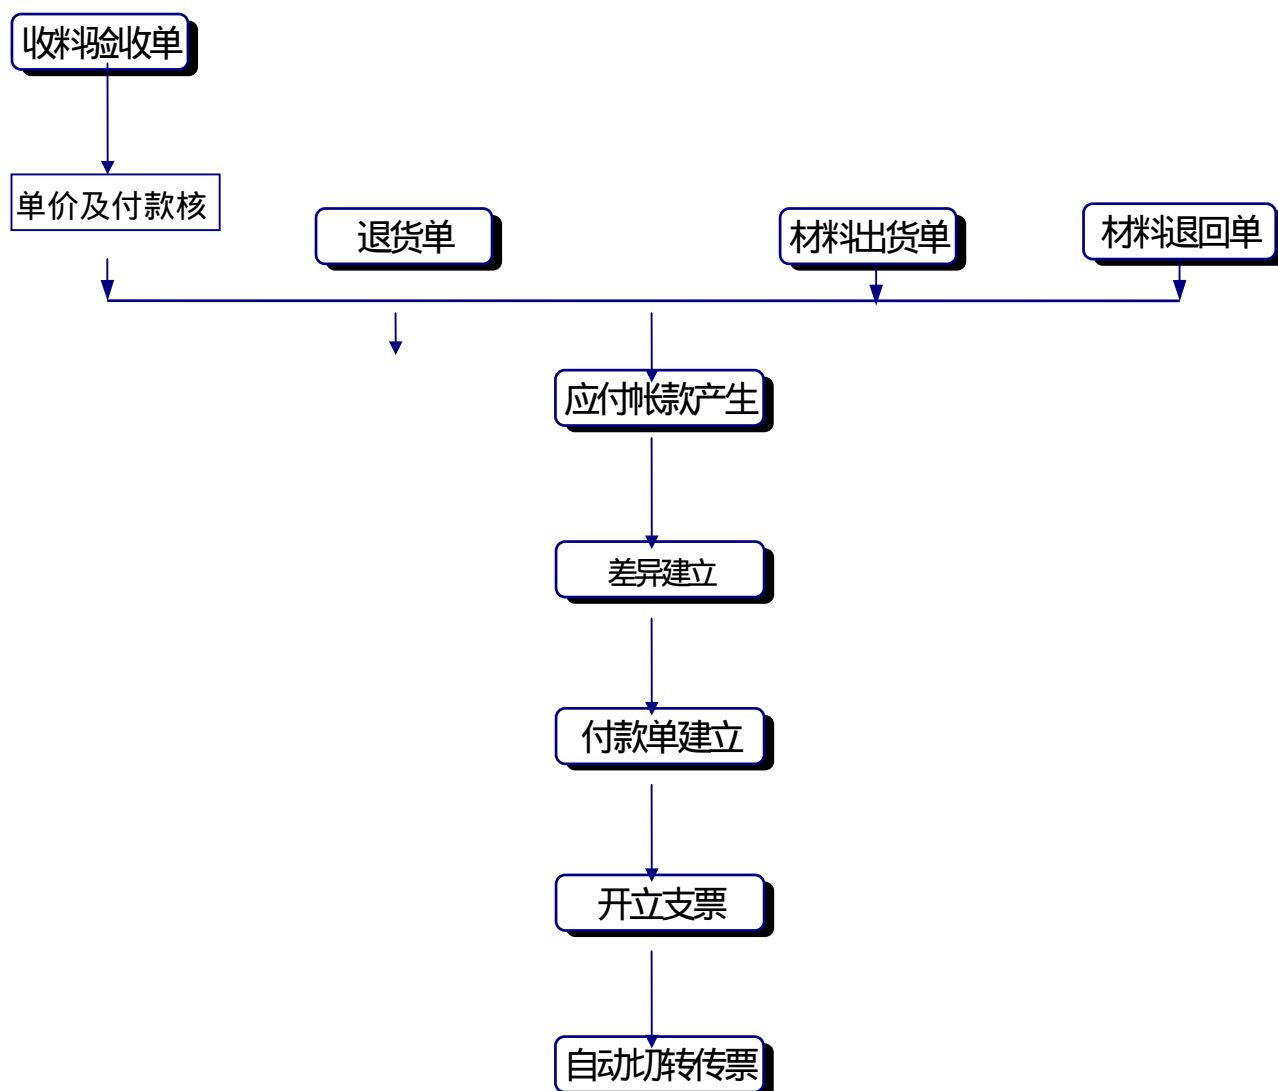 收料验收单
单价及付款核
退货单
材料出货单
材料退回单
应付帐款产生
差异建立
付款单建立
开立支票
自动切转传票